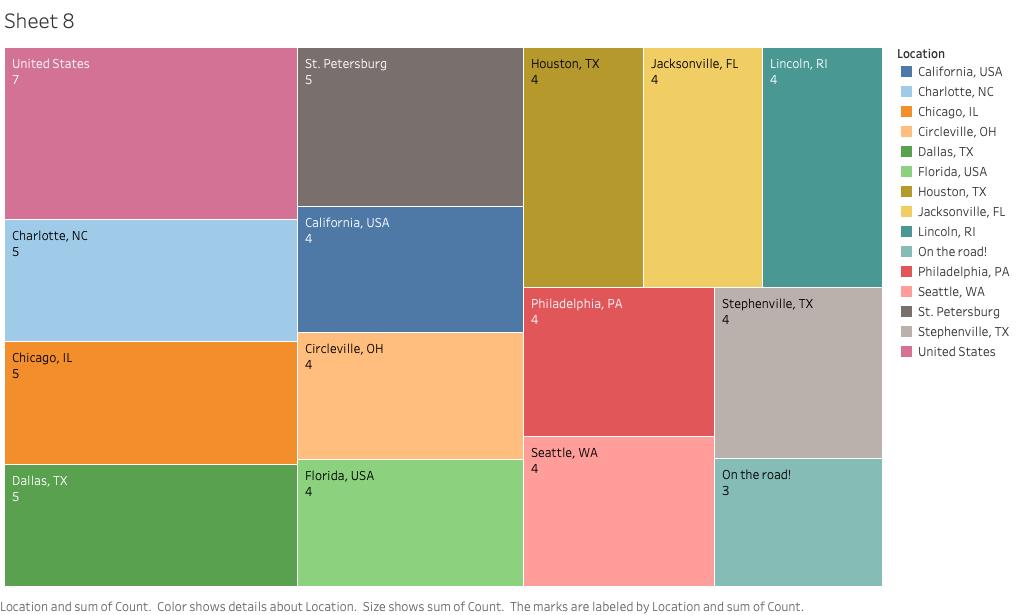 Sheet 8
United States
7
Charlotte, NC
5
Chicago, IL
5
Dallas, TX
5
St. Petersburg
5
California, USA
4
Circleville, OH
4
Florida, USA
4
Houston, TX
4
Jacksonville, FL
4
Lincoln, RI
4
Philadelphia, PA
4
Seattle, WA
4
Stephenville, TX
4
On the road!
3
Location
California, USA
Charlotte, NC
Chicago, IL
Circleville, OH
Dallas, TX
Florida, USA
Houston, TX
Jacksonville, FL
Lincoln, RI
On the road!
Philadelphia, PA
Seattle, WA
St. Petersburg
Stephenville, TX
United States
Location and sum of Count.  Color shows details about Location.  Size shows sum of Count.  The marks are labeled by Location and sum of Count.